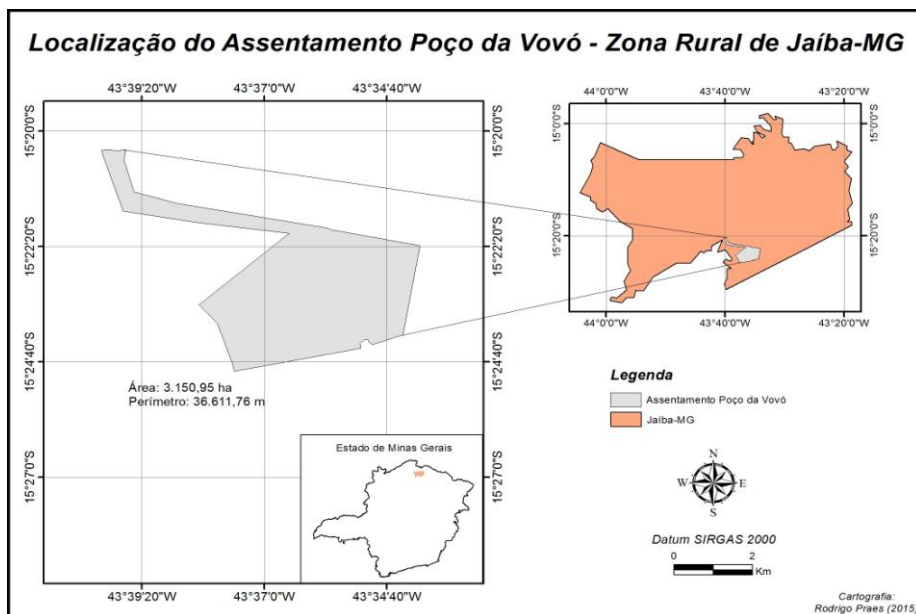 Localização do Assentamento Poço da Vovó - Zona Rural de Jaíba-MG
43°39'20"W 43°37'0"W 43°34'40"W
15°20'0"S 15°20'0"S
15°22'20"S 15°22'20"S
15°24'40"S 15°24'40"S
15°27'0"S 15°27'0"S
Área: 3.150,95 ha
Perímetro: 36.611,76 m
Estado de Minas Gerais
43°39'20"W 43°37'0"W 43°34'40"W
44°0'0"W 43°40'0"W 43°20'0"W
15°0'0"S 15°0'0"S
15°20'0"S 15°20'0"S
44°0'0"W 43°40'0"W 43°20'0"W
Legenda
Assentamento Poço da Vovó
Jaíba-MG
N
W E
S
Datum SIRGAS 2000
0 2
Km
Cartografia:
Rodrigo Praes (2015)